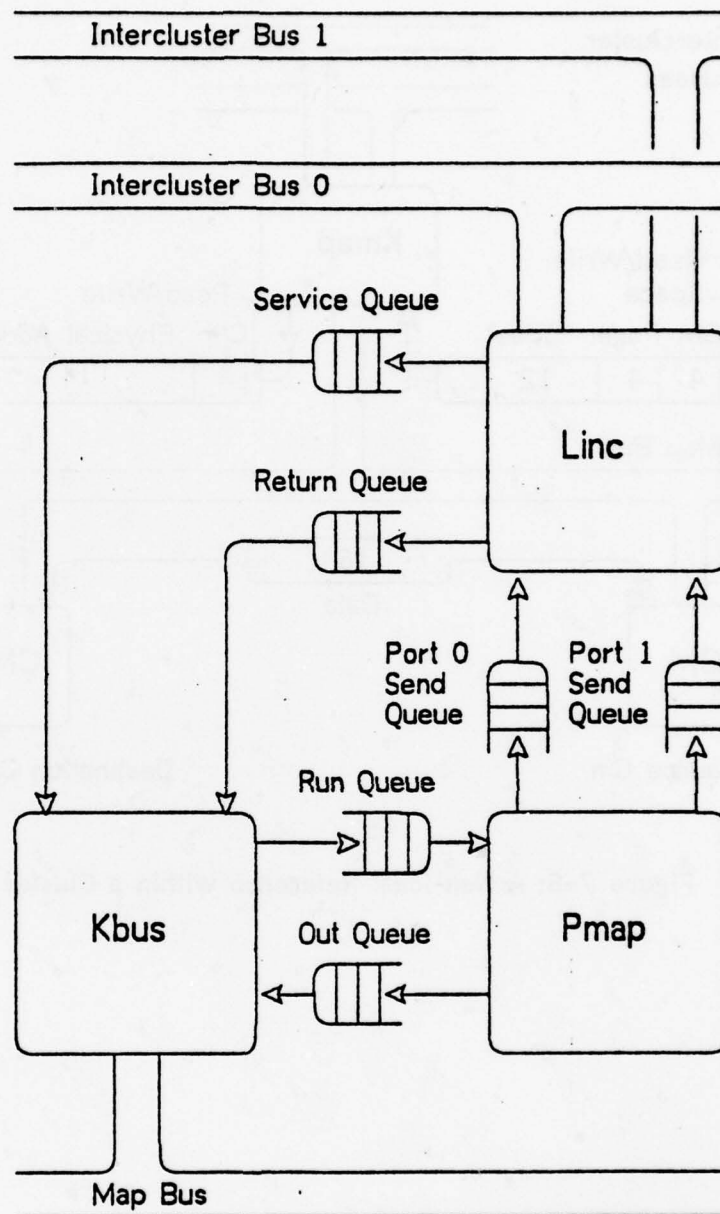 Intercluster Bus 1
Intercluster Bus 0
Service Queue
Linc
Return Queue
Port 0
Send
Queue
Port 1
Send
Queue
Run Queue
Kbus
Out Queue
Pmap
Map Bus